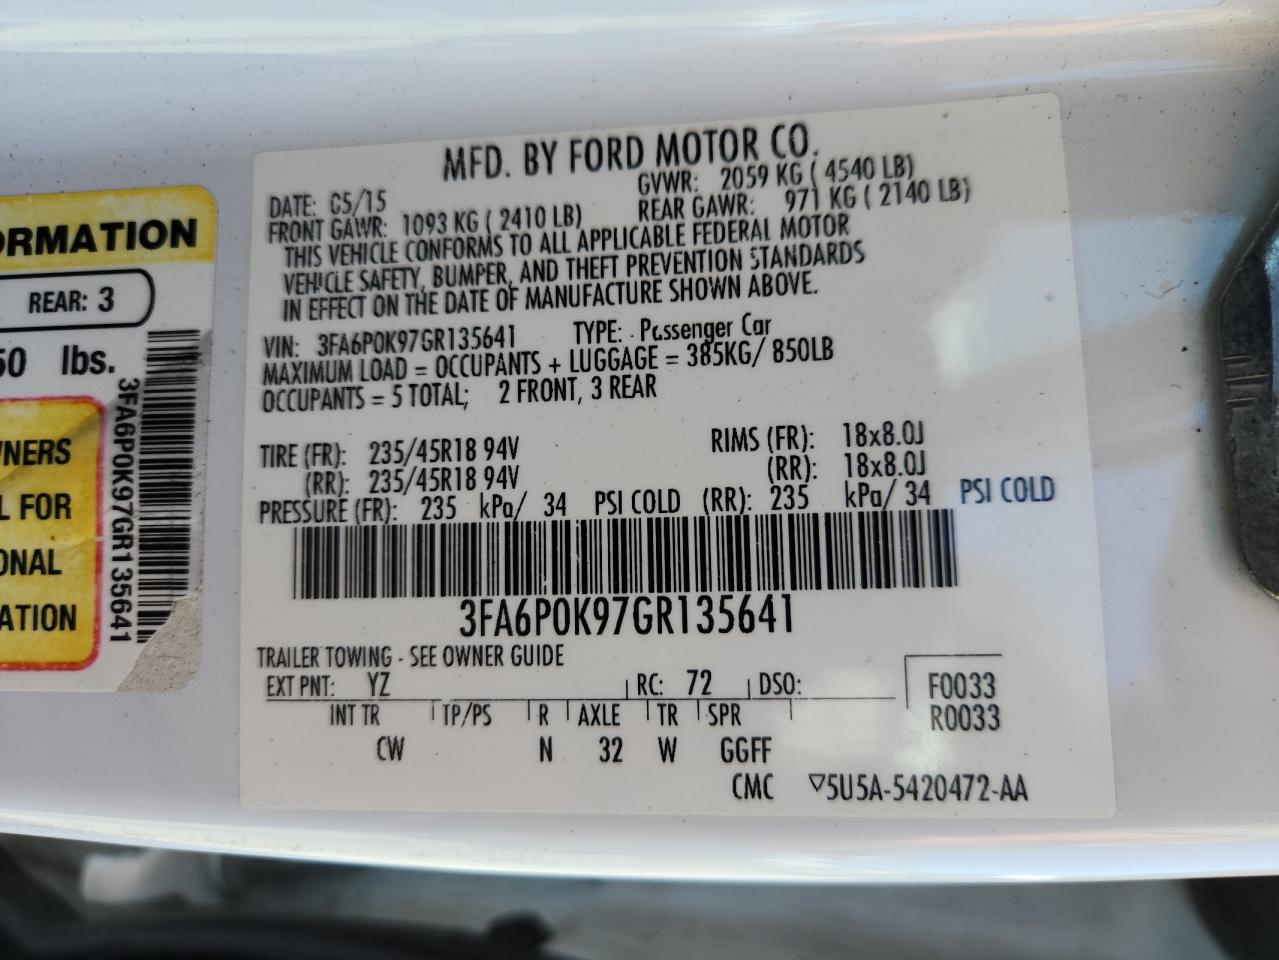 MFD. BY FORD MOTOR CO.
DATE: 05/15 GVWR: 2059 KG ( 4540 LB)
FRONT GAWR: 1093 KG ( 2410 LB) REAR GAWR: 971 KG ( 2140 LB)
THIS VEHICLE CONFORMS TO ALL APPLICABLE FEDERAL MOTOR
VEHICLE SAFETY, BUMPER, AND THEFT PREVENTION STANDARDS
IN EFFECT ON THE DATE OF MANUFACTURE SHOWN ABOVE.
VIN: 3FA6P0K97GR135641 TYPE: Passenger Car
MAXIMUM LOAD = OCCUPANTS + LUGGAGE = 385KG/ 850LB
OCCUPANTS = 5 TOTAL; 2 FRONT, 3 REAR
TIRE (FR): 235/45R18 94V RIMS (FR): 18x8.0J
(RR): 235/45R18 94V (RR): 18x8.0J
PRESSURE (FR): 235 kPa/ 34 PSI COLD (RR): 235 kPa/ 34 PSI COLD
3FA6P0K97GR135641
TRAILER TOWING - SEE OWNER GUIDE
EXT PNT: YZ RC: 72 DSO: F0033
INT TR TP/PS R AXLE TR SPR R0033
CW N 32 W GGFF
CMC ▽5U5A-5420472-AA
ORMATION
REAR: 3
50 lbs.
3FA6P0K97GR135641
NERS
L FOR
ONAL
ATION